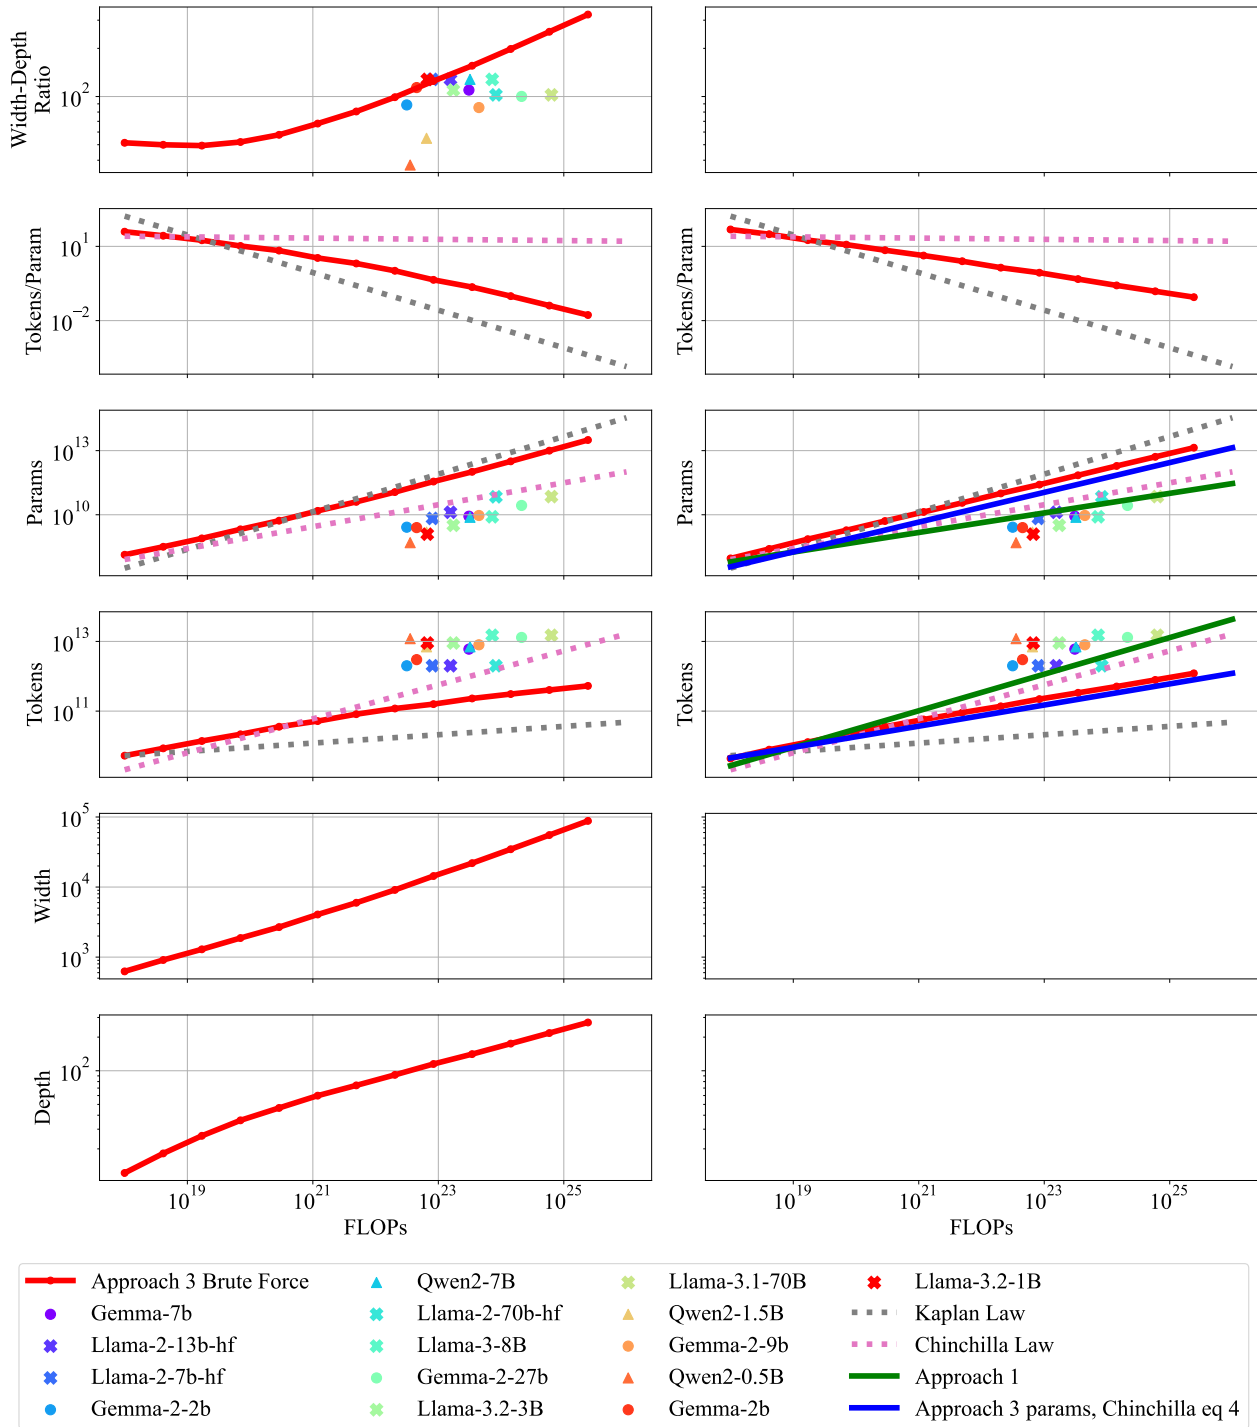 Width-Depth
Ratio
10^2
Tokens/Param
10^1
10^-2
Tokens/Param
Params
10^13
10^10
Params
Tokens
10^13
10^11
Tokens
Width
10^5
10^4
10^3
Depth
10^2
10^19 10^21 10^23 10^25
FLOPs
10^19 10^21 10^23 10^25
FLOPs
Approach 3 Brute Force
Gemma-7b
Llama-2-13b-hf
Llama-2-7b-hf
Gemma-2-2b
Qwen2-7B
Llama-2-70b-hf
Llama-3-8B
Gemma-2-27b
Llama-3.2-3B
Llama-3.1-70B
Qwen2-1.5B
Gemma-2-9b
Qwen2-0.5B
Gemma-2b
Llama-3.2-1B
Kaplan Law
Chinchilla Law
Approach 1
Approach 3 params, Chinchilla eq 4